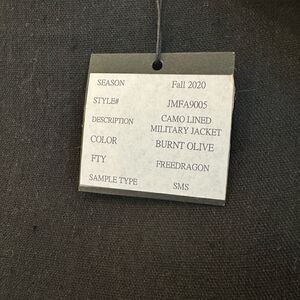 SEASON Fall 2020
STYLE# JMFA9005
DESCRIPTION CAMO LINED
MILITARY JACKET
COLOR BURNT OLIVE
FTY FREEDRAGON
SAMPLE TYPE SMS